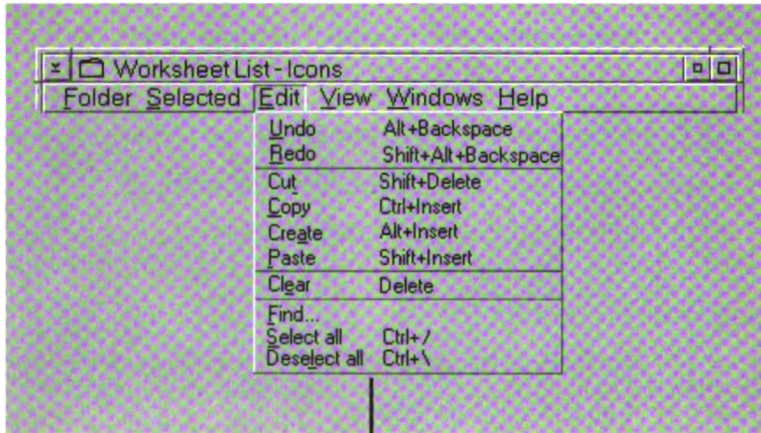 Worksheet List - Icons
Folder Selected Edit View Windows Help
Undo Alt+Backspace
Redo Shift+Alt+Backspace
Cut Shift+Delete
Copy Ctrl+Insert
Create Alt+Insert
Paste Shift+Insert
Clear Delete
Find...
Select all Ctrl+/
Deselect all Ctrl+\